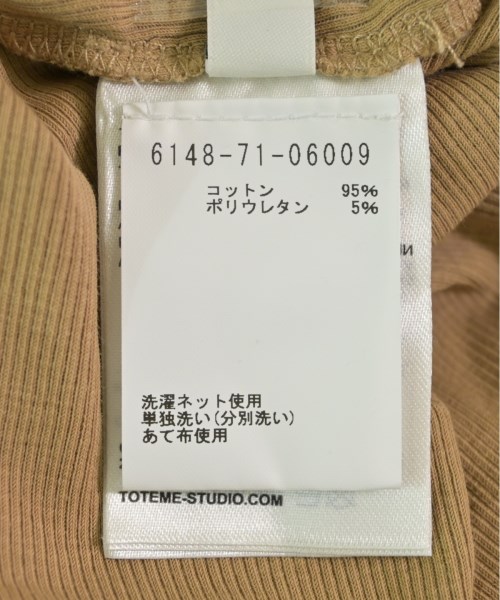 6148-71-06009
コットン 95%
ポリウレタン 5%
洗濯ネット使用
単独洗い(分別洗い)
あて布使用
TOTEME-STUDIO.COM